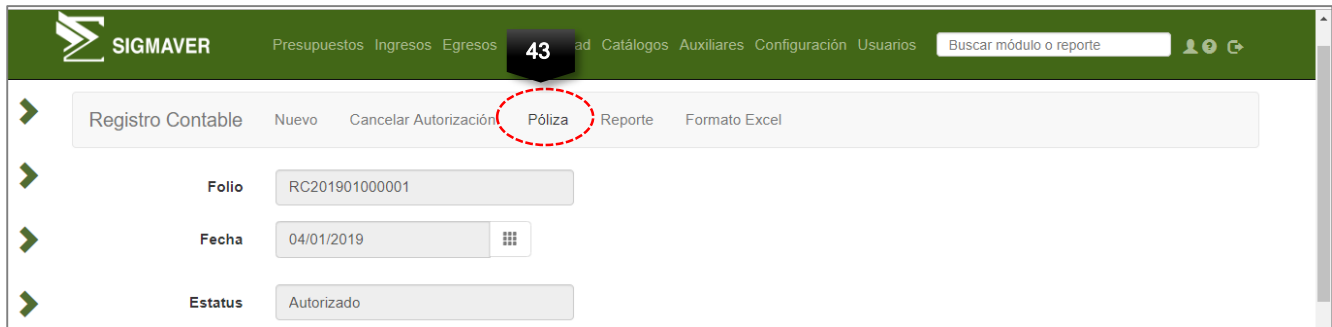 SIGMAVER Presupuestos Ingresos Egresos ad Catálogos Auxiliares Configuración Usuarios Buscar módulo o reporte
43
Registro Contable Nuevo Cancelar Autorización Póliza Reporte Formato Excel
Folio RC201901000001
Fecha 04/01/2019
Estatus Autorizado